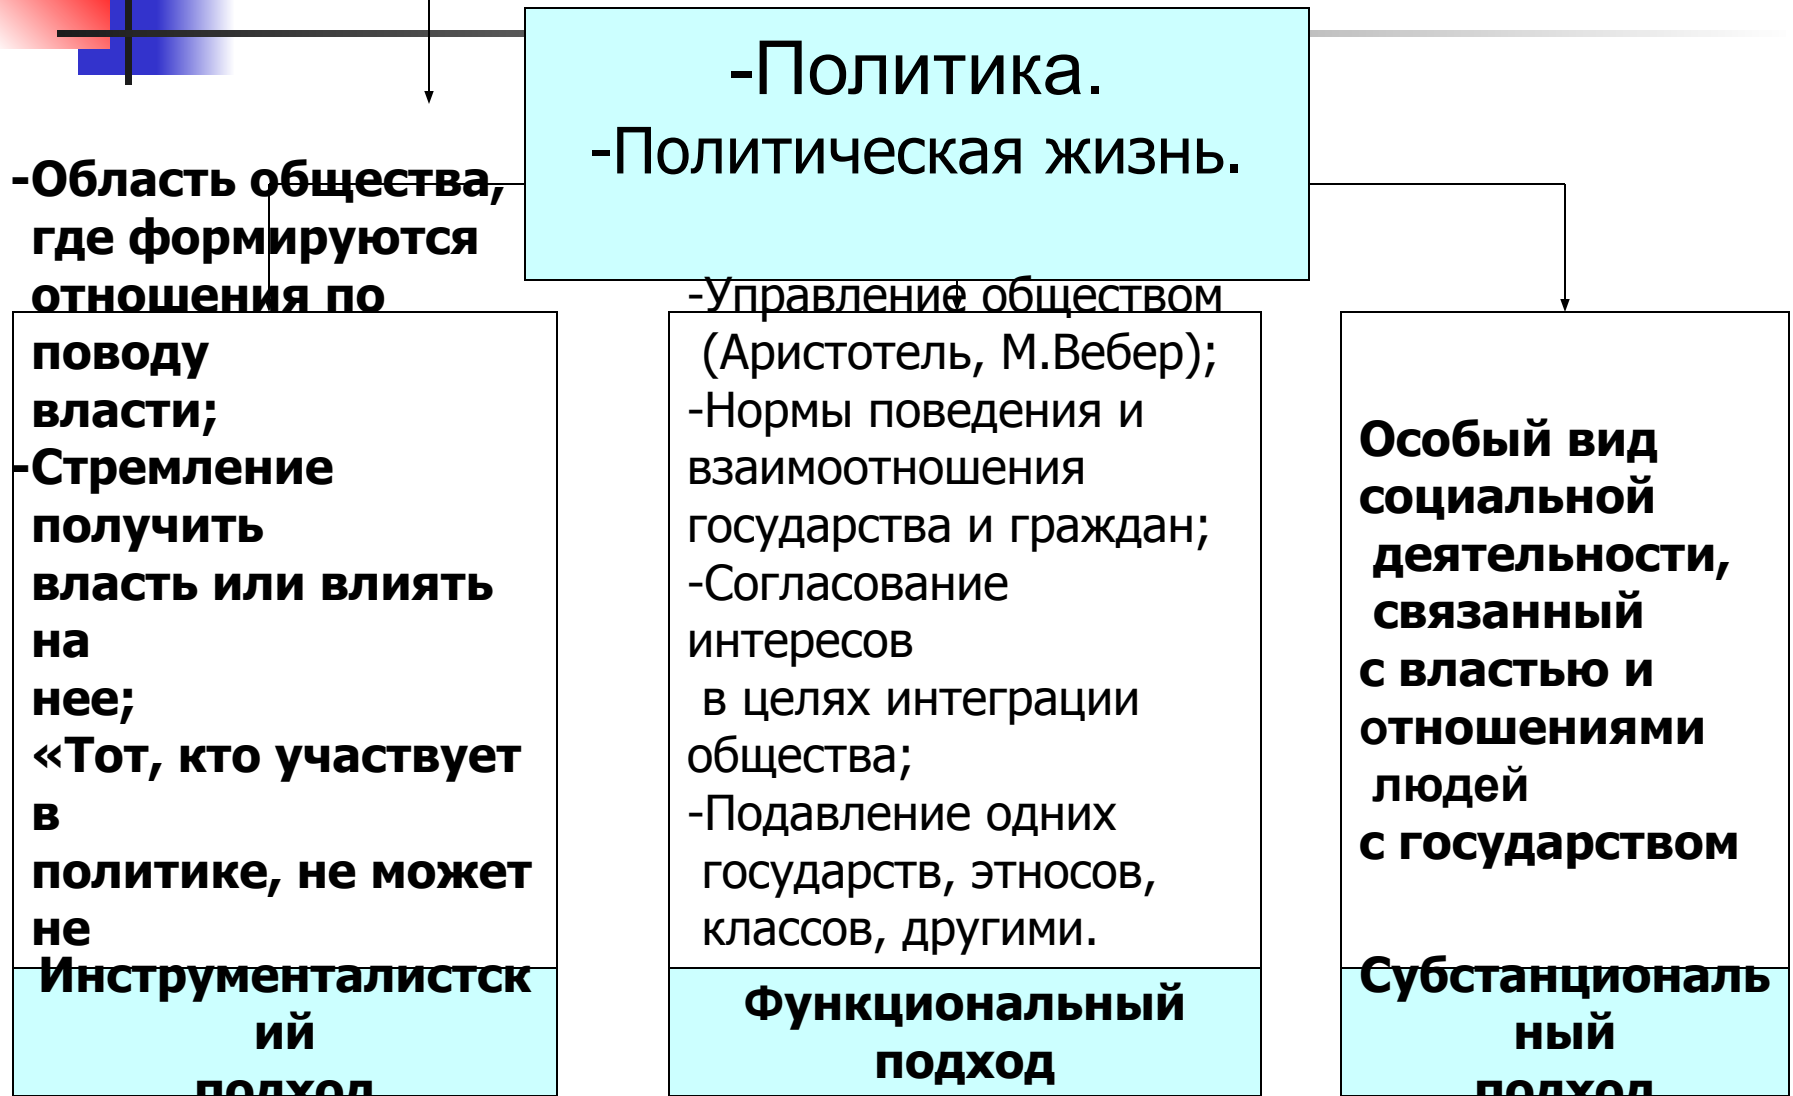 -Политика.
-Политическая жизнь.
-Область общества,
где формируются
отношения по
поводу
власти;
-Стремление
получить
власть или влиять
на
нее;
«Тот, кто участвует
в
политике, не может
не
Инструменталистск
ий
подход
-Управление обществом
(Аристотель, М.Вебер);
-Нормы поведения и
взаимоотношения
государства и граждан;
-Согласование
интересов
в целях интеграции
общества;
-Подавление одних
государств, этносов,
классов, другими.
Функциональный
подход
Особый вид
социальной
деятельности,
связанный
с властью и
отношениями
людей
с государством
Субстанциональ
ный
подход